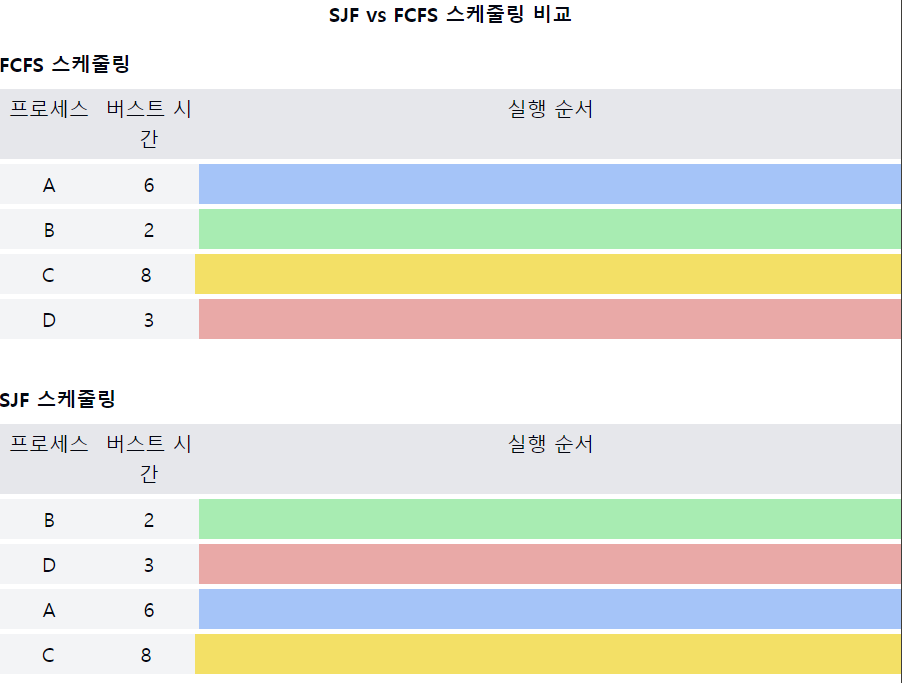 SJF vs FCFS 스케줄링 비교
FCFS 스케줄링
프로세스 버스트 시 실행 순서
간
A 6
B 2
C 8
D 3
SJF 스케줄링
프로세스 버스트 시 실행 순서
간
B 2
D 3
A 6
C 8